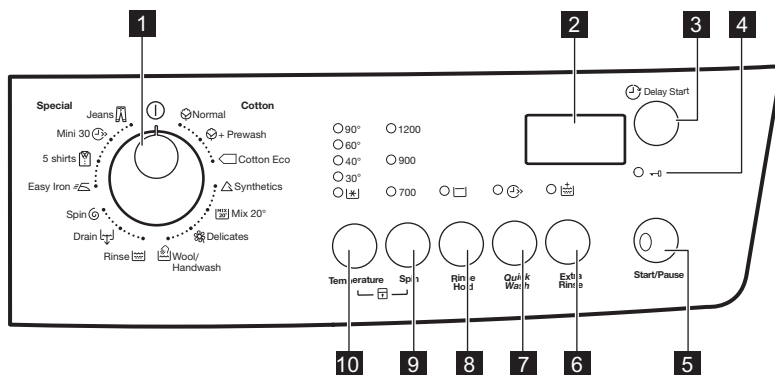 1
2
3
4
Special
Cotton
Jeans
Normal
Mini 30
+ Prewash
5 shirts
Cotton Eco
Easy Iron
Synthetics
Spin
MIX 20°
Mix 20°
Drain
Delicates
Rinse
Wool/
Handwash
90°
60°
40°
30°
1200
900
700
Delay Start
Temperature
Spin
Rinse
Hold
Quick
Wash
Extra
Rinse
Start/Pause
10
9
8
7
6
5